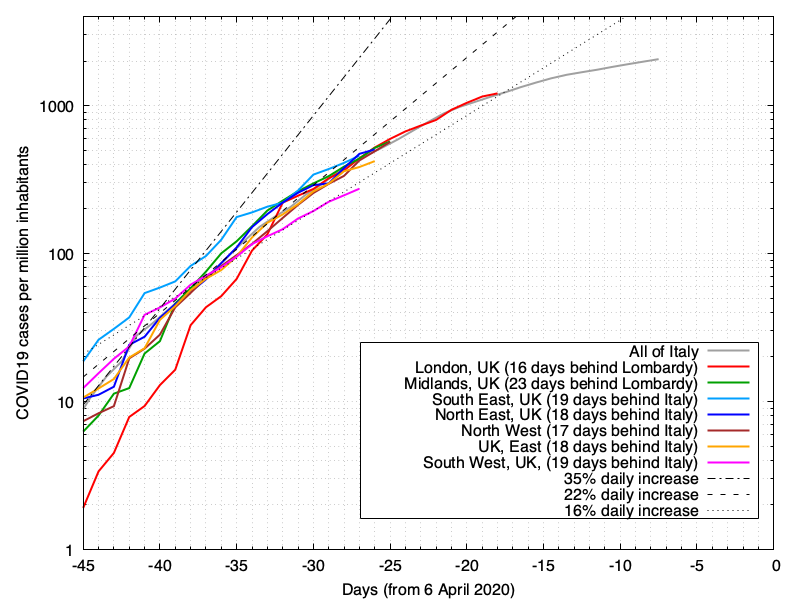 COVID19 cases per million inhabitants
1000
100
10
1
All of Italy
London, UK (16 days behind Lombardy)
Midlands, UK (23 days behind Lombardy)
South East, UK (19 days behind Italy)
North East, UK (18 days behind Italy)
North West (17 days behind Italy)
UK, East (18 days behind Italy)
South West, UK, (19 days behind Italy)
35% daily increase
22% daily increase
16% daily increase
-45 -40 -35 -30 -25 -20 -15 -10 -5 0
Days (from 6 April 2020)